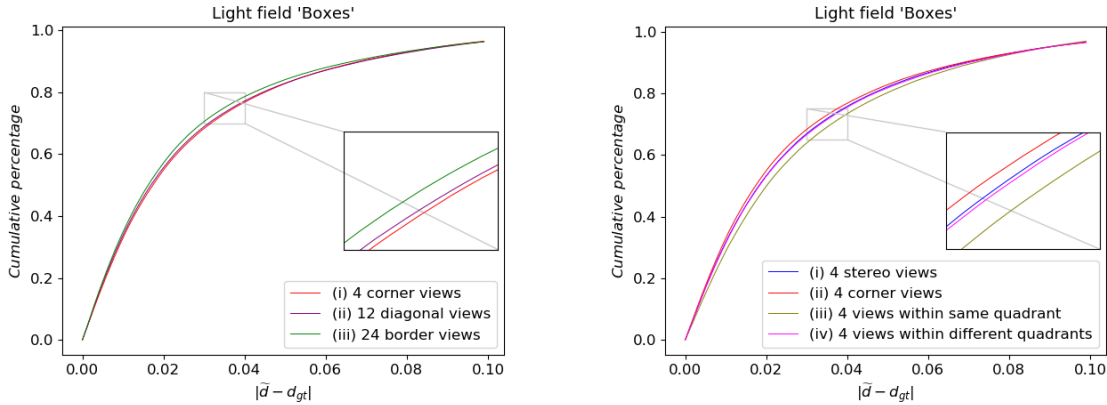 Light field 'Boxes'
Cumulative percentage
1.0
0.8
0.6
0.4
0.2
0.0
(i) 4 corner views
(ii) 12 diagonal views
(iii) 24 border views
0.00 0.02 0.04 0.06 0.08 0.10
|d̃ − d_gt|
Light field 'Boxes'
Cumulative percentage
1.0
0.8
0.6
0.4
0.2
0.0
(i) 4 stereo views
(ii) 4 corner views
(iii) 4 views within same quadrant
(iv) 4 views within different quadrants
0.00 0.02 0.04 0.06 0.08 0.10
|d̃ − d_gt|